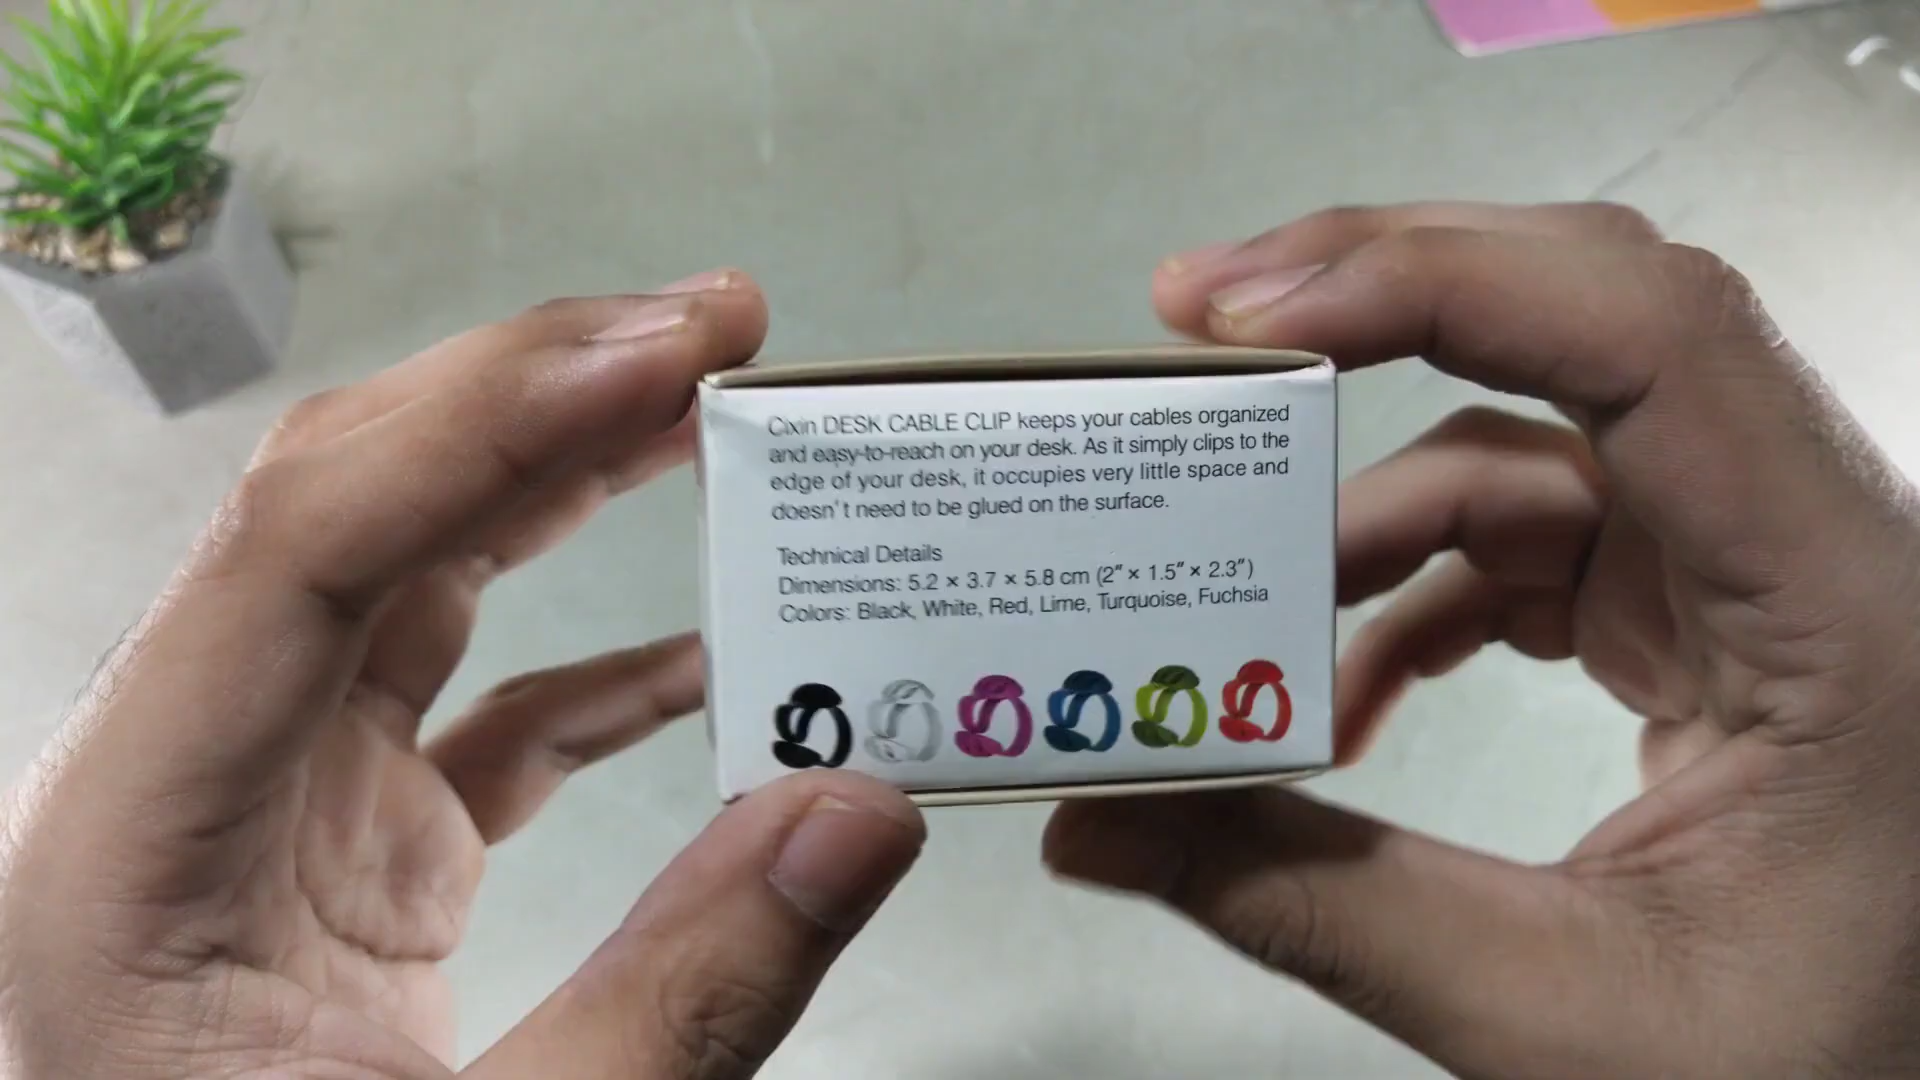 Cixin DESK CABLE CLIP keeps your cables organized
and easy-to-reach on your desk. As it simply clips to the
edge of your desk, it occupies very little space and
doesn't need to be glued on the surface.
Technical Details
Dimensions: 5.2 × 3.7 × 5.8 cm (2" × 1.5" × 2.3")
Colors: Black, White, Red, Lime, Turquoise, Fuchsia